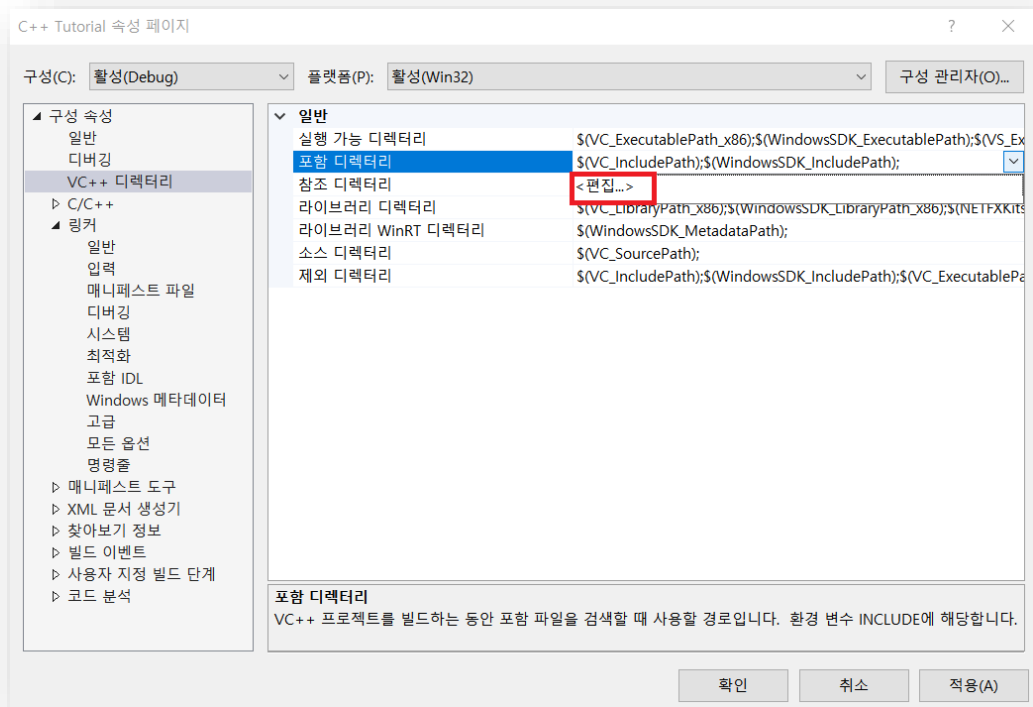 C++ Tutorial 속성 페이지
구성(C): 활성(Debug) 플랫폼(P): 활성(Win32) 구성 관리자(O)...
구성 속성
일반
디버깅
VC++ 디렉터리
C/C++
링커
일반
입력
매니페스트 파일
디버깅
시스템
최적화
포함 IDL
Windows 메타데이터
고급
모든 옵션
명령줄
매니페스트 도구
XML 문서 생성기
찾아보기 정보
빌드 이벤트
사용자 지정 빌드 단계
코드 분석
일반
실행 가능 디렉터리 $(VC_ExecutablePath_x86);$(WindowsSDK_ExecutablePath);$(VS_Ex
포함 디렉터리 $(VC_IncludePath);$(WindowsSDK_IncludePath);
참조 디렉터리 <편집...>
라이브러리 디렉터리 $(VC_LibraryPath_x86);$(WindowsSDK_LibraryPath_x86);$(NETFXKits
라이브러리 WinRT 디렉터리 $(WindowsSDK_MetadataPath);
소스 디렉터리 $(VC_SourcePath);
제외 디렉터리 $(VC_IncludePath);$(WindowsSDK_IncludePath);$(VC_ExecutablePa
포함 디렉터리
VC++ 프로젝트를 빌드하는 동안 포함 파일을 검색할 때 사용할 경로입니다. 환경 변수 INCLUDE에 해당합니다.
확인 취소 적용(A)